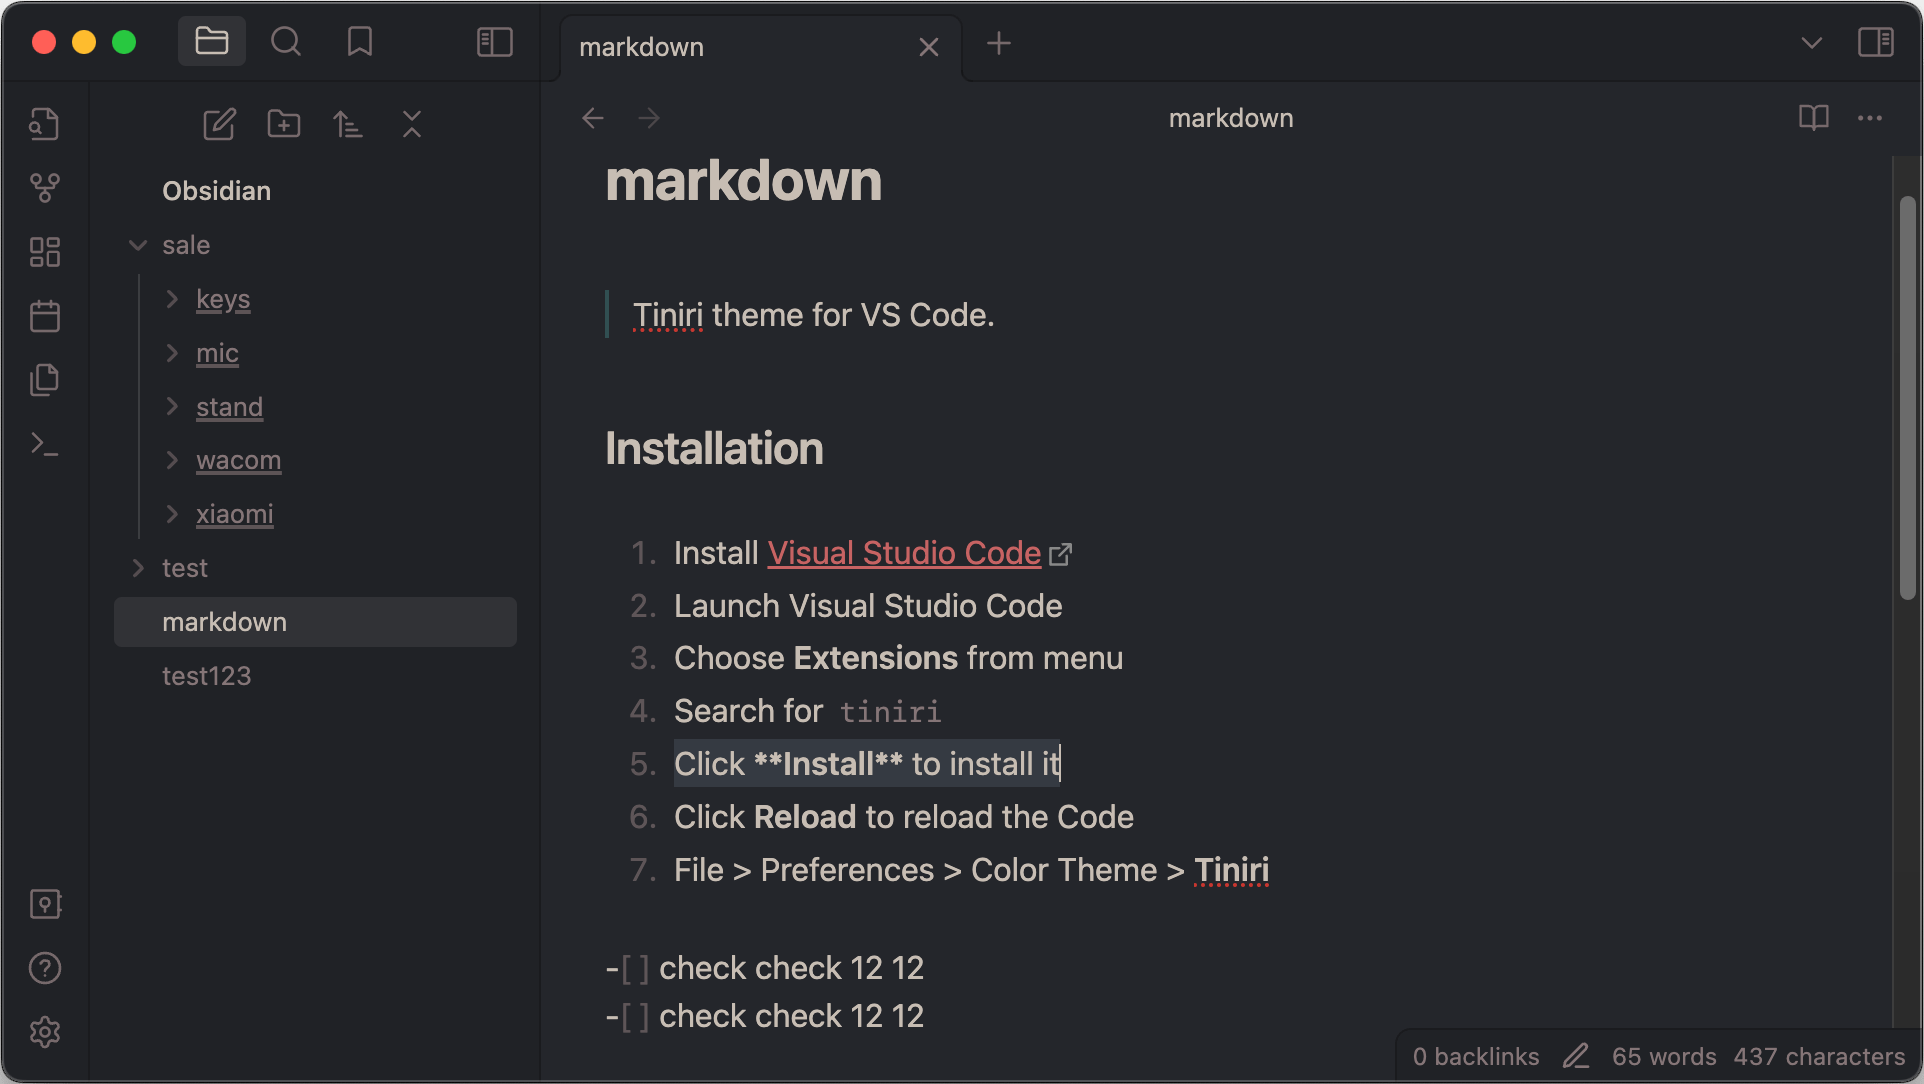 markdown
markdown
Obsidian
sale
keys
mic
stand
wacom
xiaomi
test
markdown
test123
markdown
Tiniri theme for VS Code.
Installation
1. Install Visual Studio Code
2. Launch Visual Studio Code
3. Choose Extensions from menu
4. Search for tiniri
5. Click **Install** to install it
6. Click Reload to reload the Code
7. File > Preferences > Color Theme > Tiniri
-[ ] check check 12 12
-[ ] check check 12 12
0 backlinks 65 words 437 characters